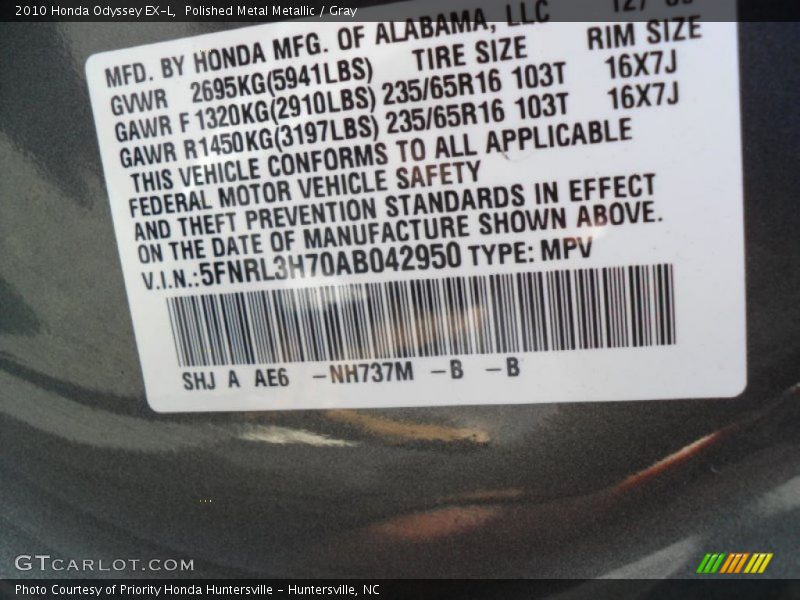 2010 Honda Odyssey EX-L, Polished Metal Metallic / Gray
MFD. BY HONDA MFG. OF ALABAMA, LLC
GVWR 2695KG(5941LBS) TIRE SIZE RIM SIZE
GAWR F1320KG(2910LBS) 235/65R16 103T 16X7J
GAWR R1450KG(3197LBS) 235/65R16 103T 16X7J
THIS VEHICLE CONFORMS TO ALL APPLICABLE
FEDERAL MOTOR VEHICLE SAFETY
AND THEFT PREVENTION STANDARDS IN EFFECT
ON THE DATE OF MANUFACTURE SHOWN ABOVE.
V.I.N.:5FNRL3H70AB042950 TYPE: MPV
SHJ A AE6 -NH737M -B -B
GTCARLOT.COM
Photo Courtesy of Priority Honda Huntersville - Huntersville, NC